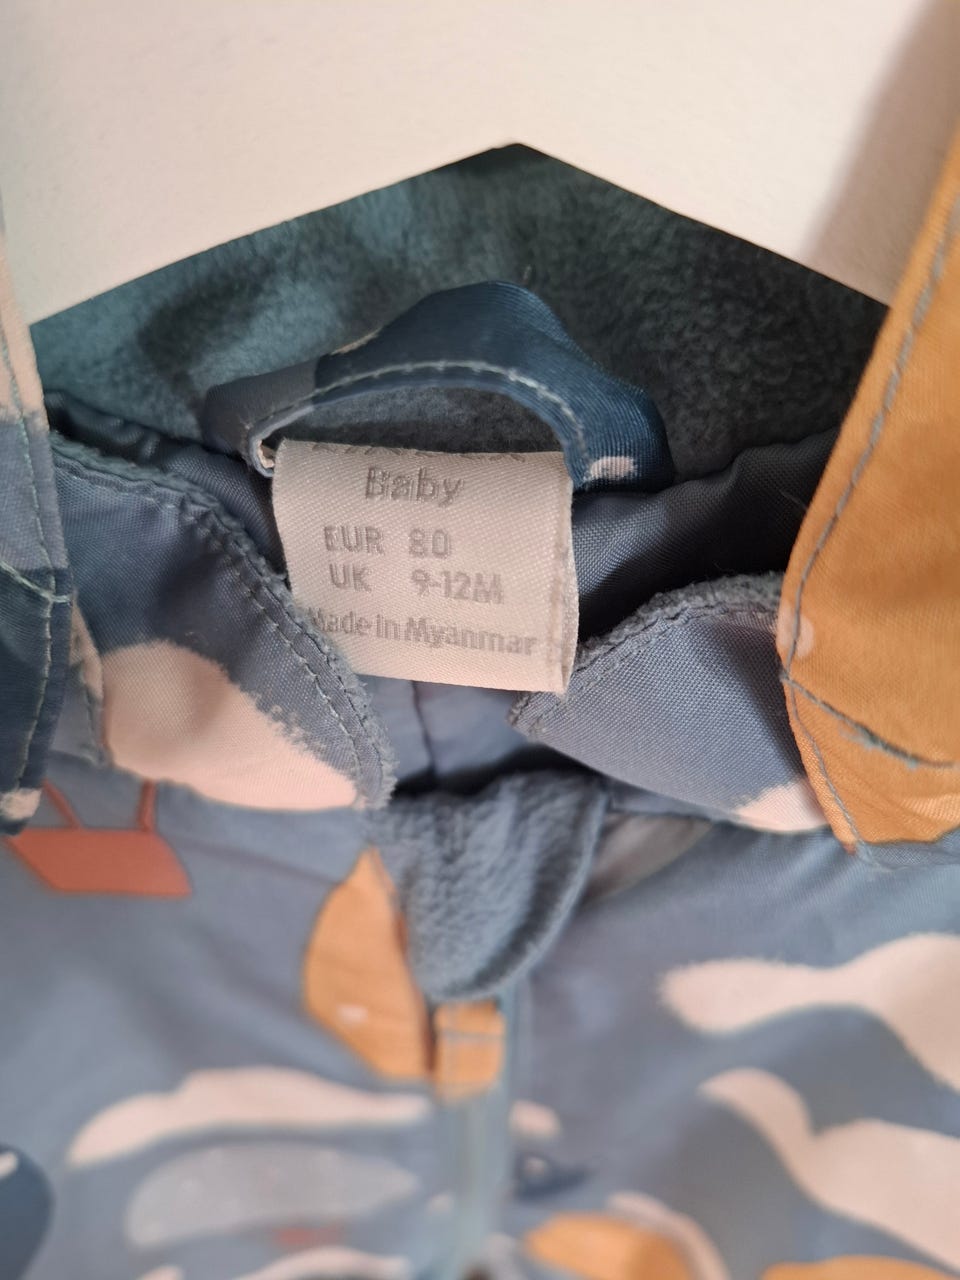 Baby
EUR 80
UK 9-12M
Made in Myanmar